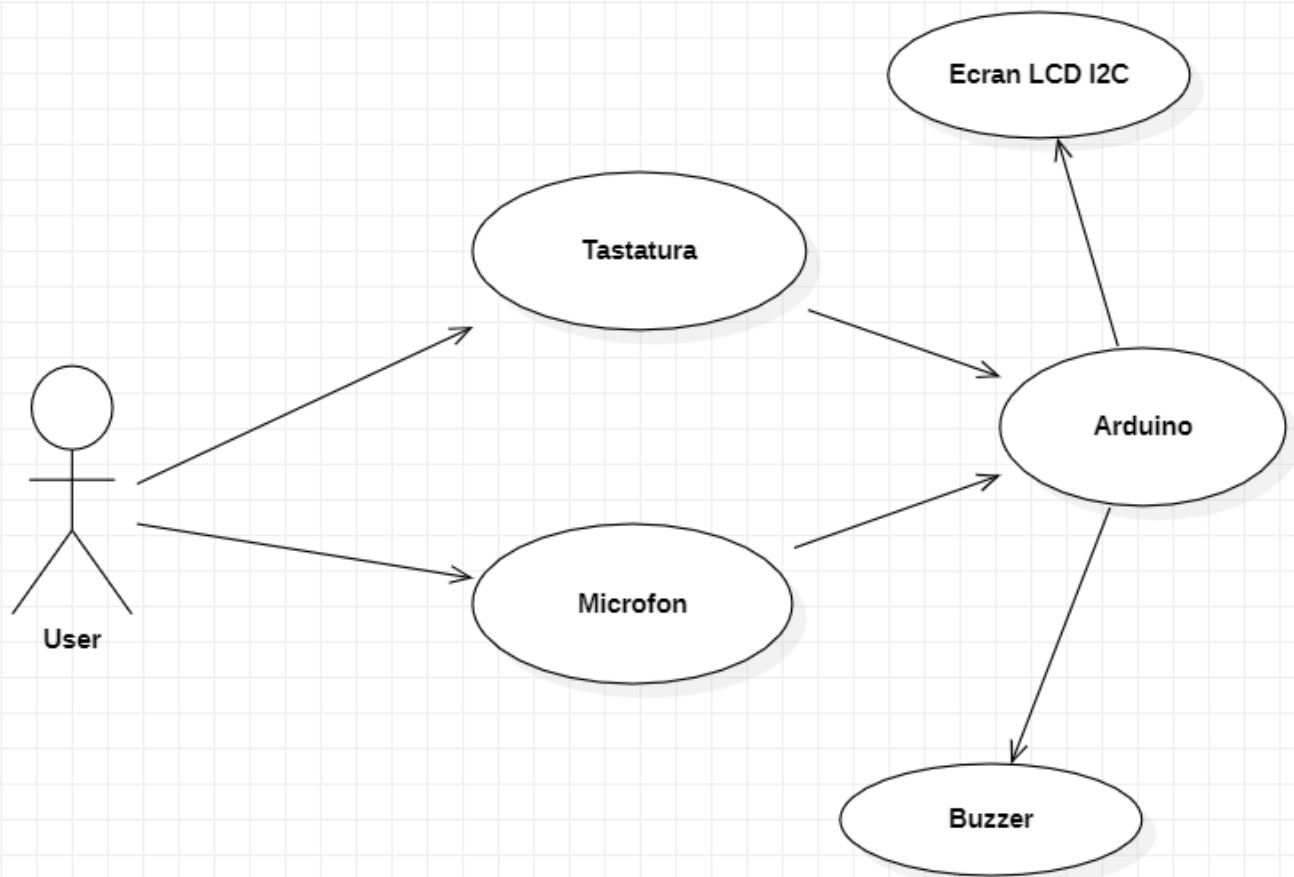 Ecran LCD I2C
Tastatura
Arduino
Microfon
User
Buzzer